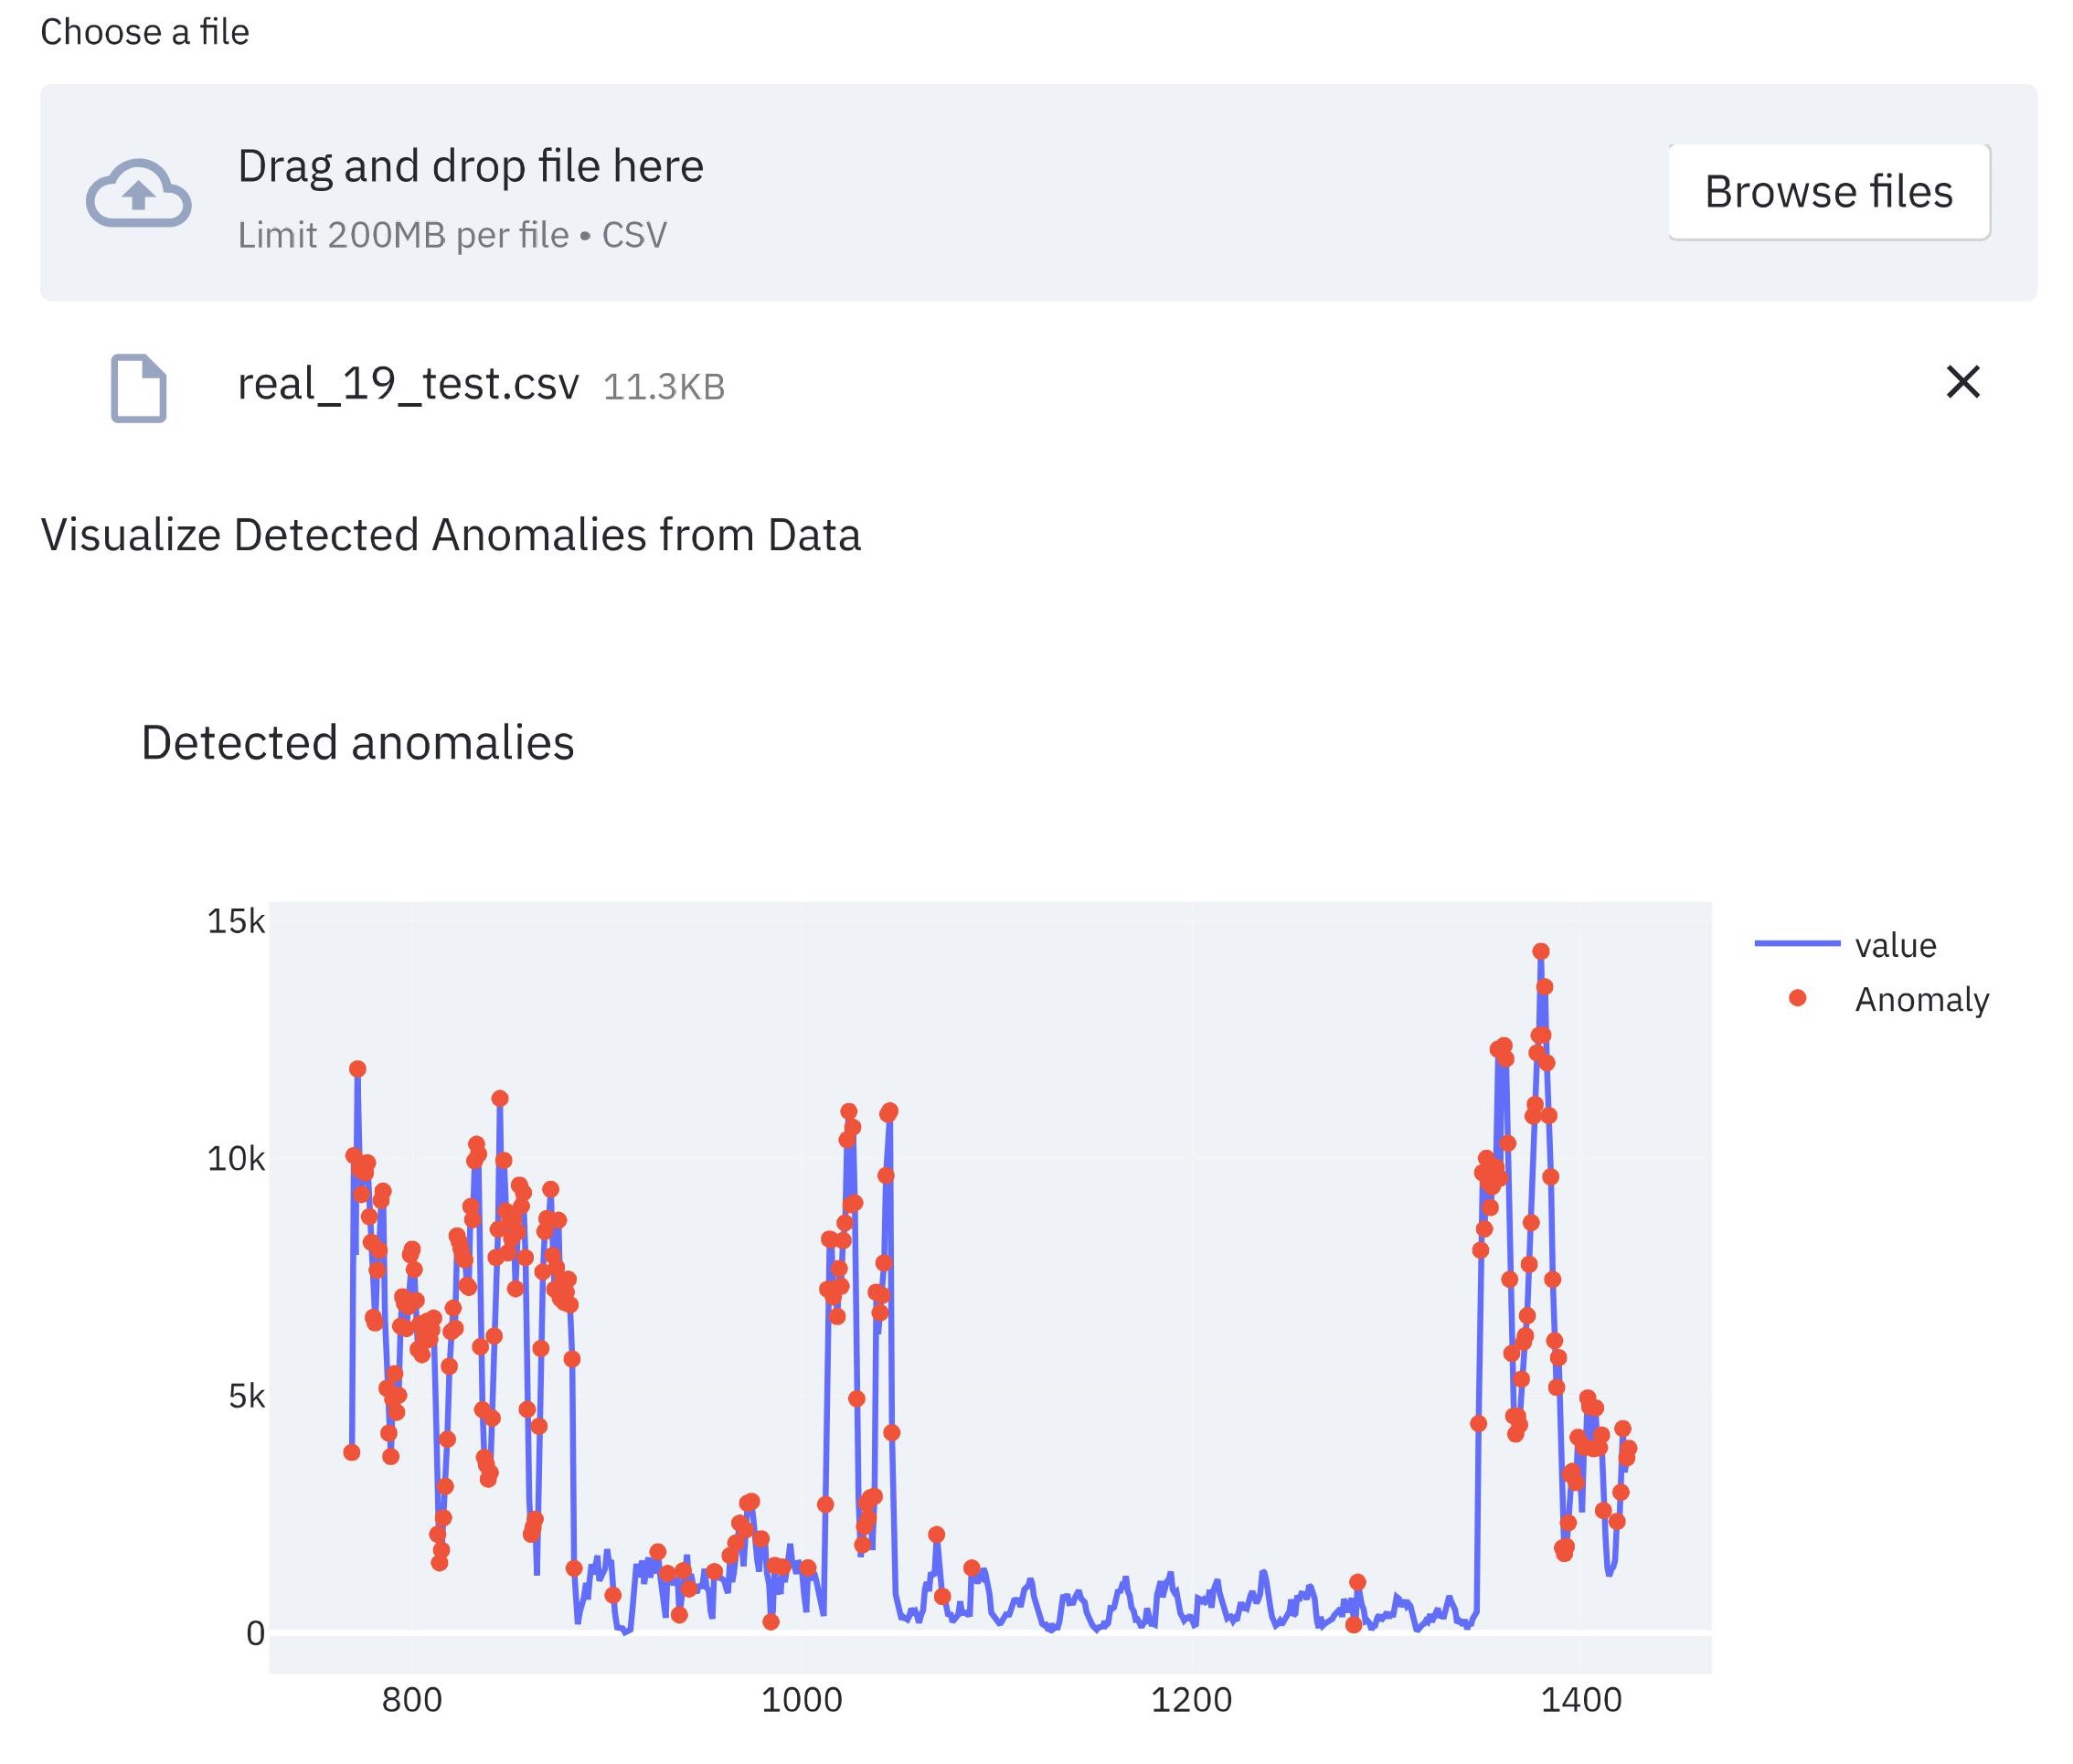 Choose a file
Drag and drop file here
Browse files
Limit 200MB per file • CSV
real_19_test.csv 11.3KB
Visualize Detected Anomalies from Data
Detected anomalies
15k
value
Anomaly
10k
5k
0
800 1000 1200 1400